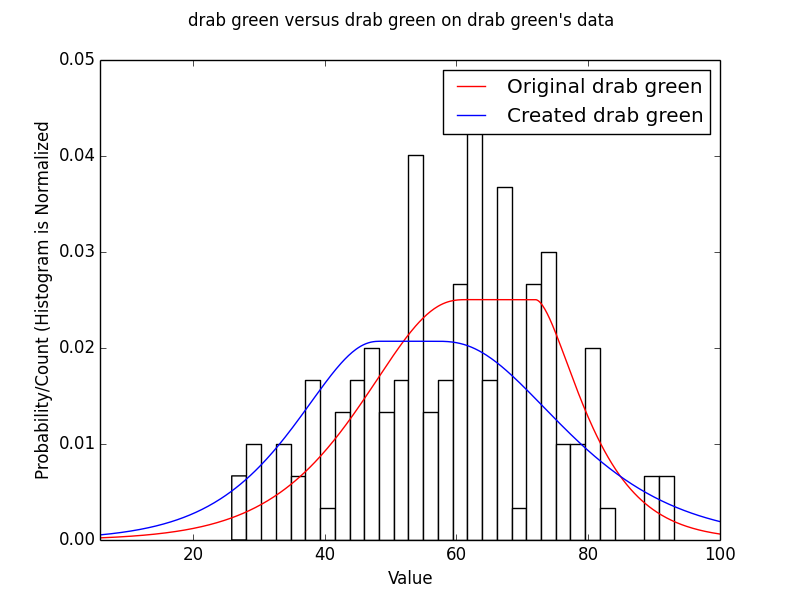 drab green versus drab green on drab green's data
0.05
0.04
0.03
0.02
0.01
0.00
Probability/Count (Histogram is Normalized
Original drab green
Created drab green
20 40 60 80 100
Value